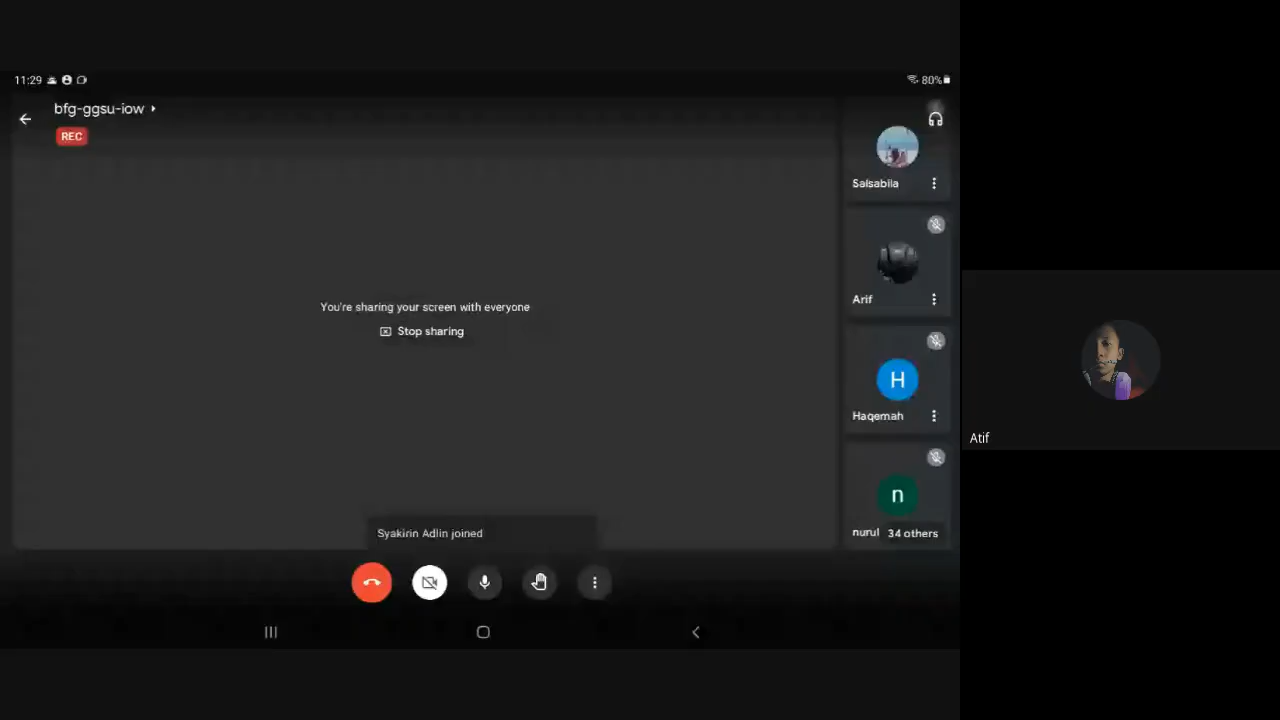 11:29
80%
bfg-ggsu-iow
REC
Salsabila
Arif
You're sharing your screen with everyone
Stop sharing
H
Haqemah
Atif
n
nurul
34 others
Syakirin Adlin joined